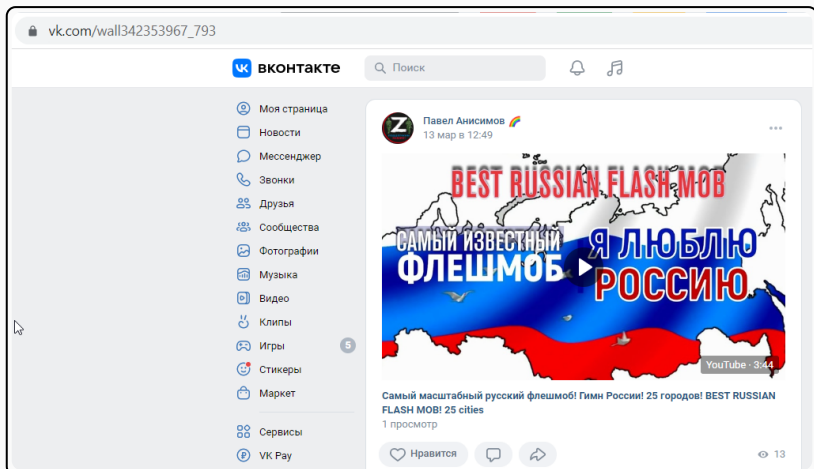 vk.com/wall342353967_793
вконтакте
Поиск
Моя страница
Новости
Мессенджер
Звонки
Друзья
Сообщества
Фотографии
Музыка
Видео
Клипы
Игры 5
Стикеры
Маркет
Сервисы
VK Pay
Павел Анисимов
13 мар в 12:49
Z
BEST RUSSIAN FLASH MOB
САМЫЙ ИЗВЕСТНЫЙ
ФЛЕШМОБ
Я ЛЮБЛЮ
РОССИЮ
YouTube · 3:44
Самый масштабный русский флешмоб! Гимн России! 25 городов! BEST RUSSIAN
FLASH MOB! 25 cities
1 просмотр
Нравится
13